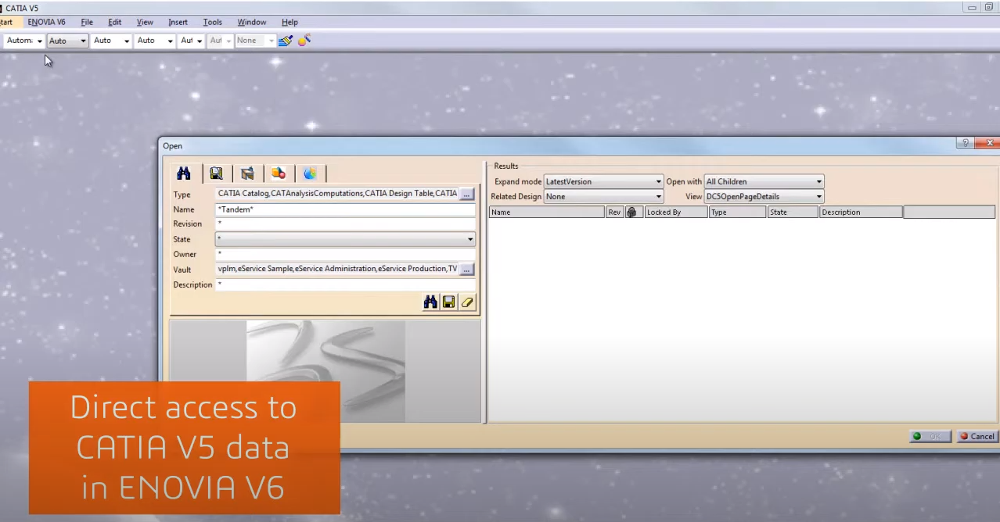 CATIA V5
tart ENOVIA V6 File Edit View Insert Tools Window Help
Autom: Auto Auto Auto Aut Aut None
Open
Results
Type CATIA Catalog,CATAnalysisComputations,CATIA Design Table,CATIA ...
Expand mode LatestVersion Open with All Children
Related Design None View DC5OpenPageDetails
Name *Tandem*
Name Rev Locked By Type State Description
Revision *
State *
Owner *
Vault vplm,eService Sample,eService Administration,eService Production,TV ...
Description *
OK Cancel
Direct access to
CATIA V5 data
in ENOVIA V6